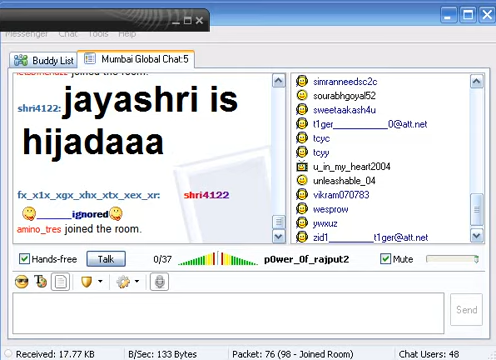 Messenger Chat Tools Help
Buddy List
Mumbai Global Chat:5
joined the room.
shri4122: jayashri is
hijadaaa
fx_x1x_xgx_xhx_xtx_xex_xr: shri4122
ignored
amino_tres joined the room.
simranneedsc2c
sourabhgoyal52
sweetaakash4u
t1ger__________0@att.net
tcyc
tcyy
u_in_my_heart2004
unleashable_04
vikram070783
wesprow
ywxuz
zid1__________t1ger@att.net
Hands-free
Talk
0/37
p0wer_0f_rajput2
Mute
Send
Received: 17.77 KB
B/Sec: 133 Bytes
Packet: 76 (98 - Joined Room)
Chat Users: 48